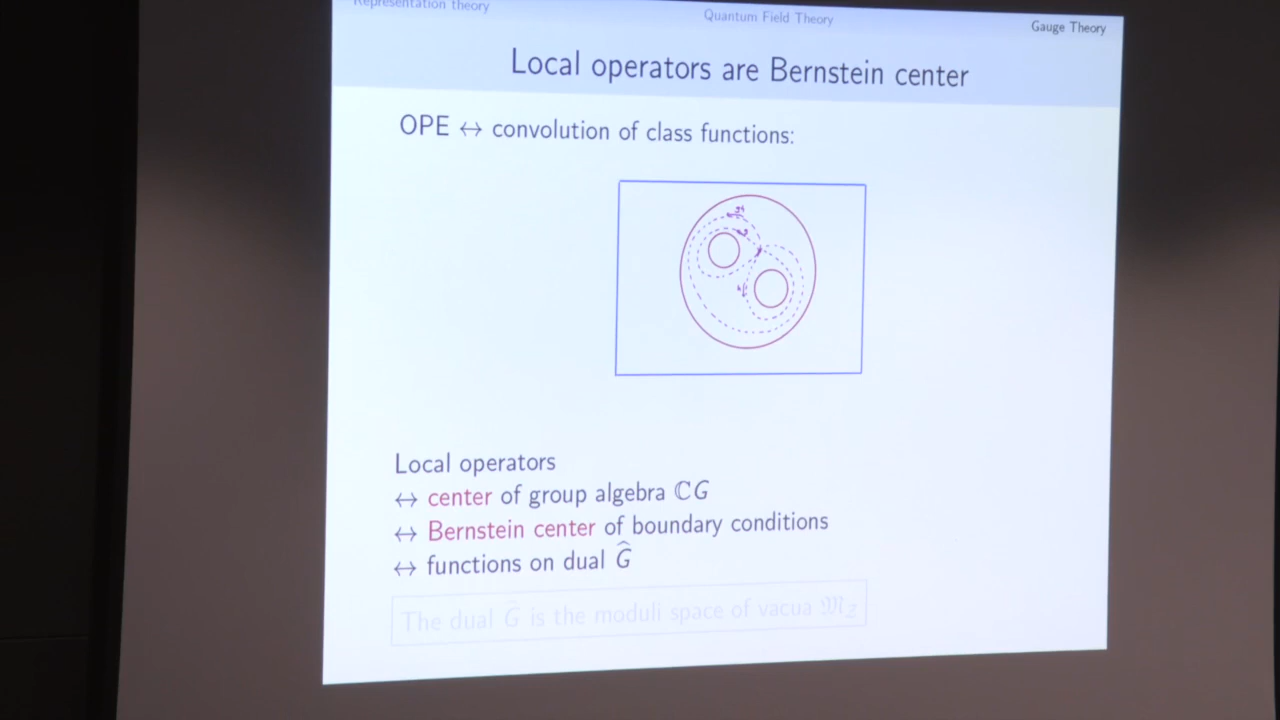 Representation theory
Quantum Field Theory
Gauge Theory
Local operators are Bernstein center
OPE ↔ convolution of class functions:
Local operators
↔ center of group algebra ℂG
↔ Bernstein center of boundary conditions
↔ functions on dual Ĝ
The dual Ĝ is the moduli space of vacua 𝔐_Z